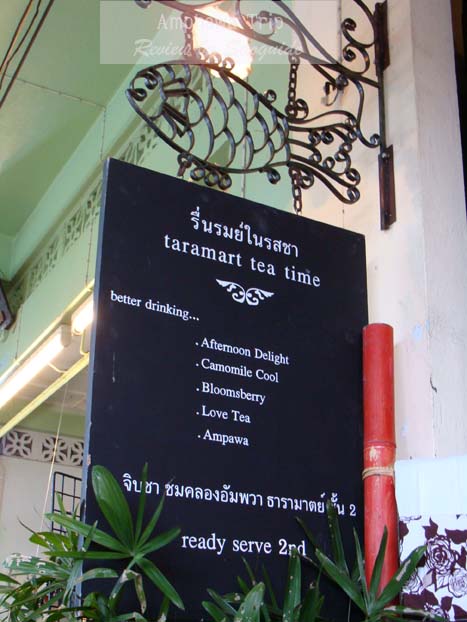 Amphawa Trip
รื่นรมย์ในรสชา
taramart tea time
better drinking...
. Afternoon Delight
. Camomile Cool
. Bloomsberry
. Love Tea
. Ampawa
จิบชา ชมคลองอัมพวา ธารามาตย์ ชั้น 2
ready serve 2nd